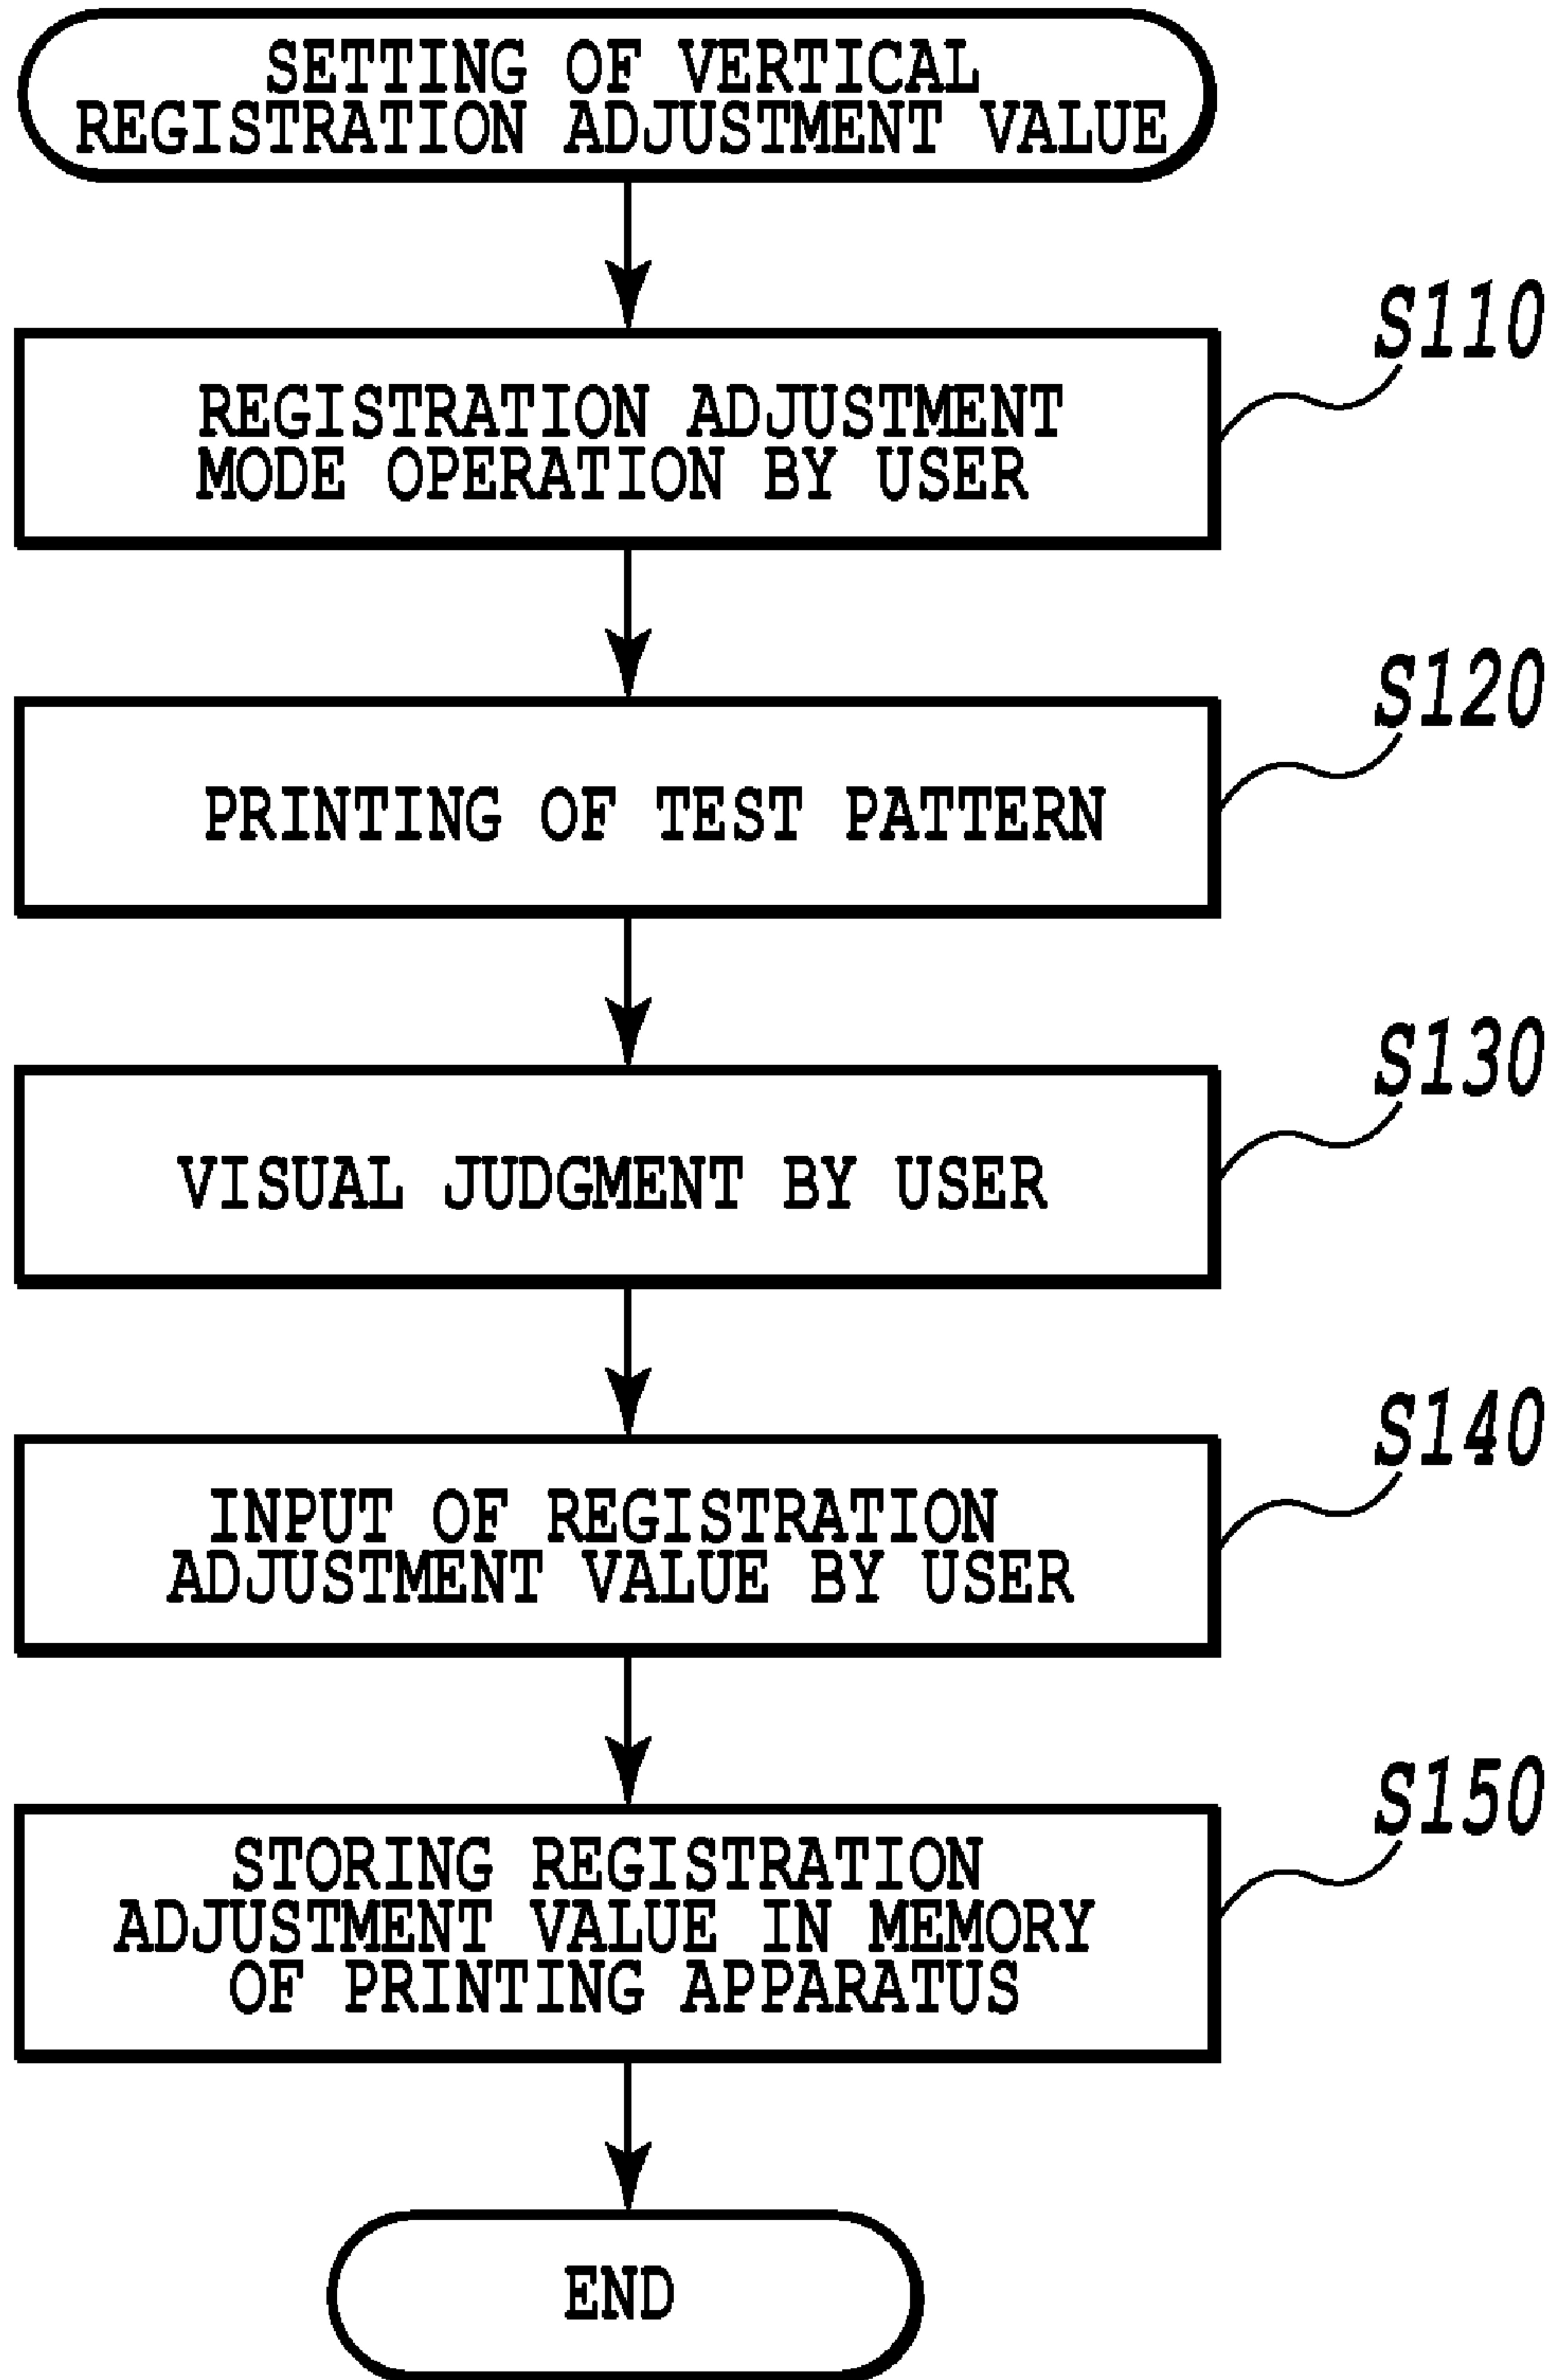 SETTING OF VERTICAL
REGISTRATION ADJUSTMENT VALUE
S110
REGISTRATION ADJUSTMENT
MODE OPERATION BY USER
S120
PRINTING OF TEST PATTERN
S130
VISUAL JUDGMENT BY USER
S140
INPUT OF REGISTRATION
ADJUSTMENT VALUE BY USER
S150
STORING REGISTRATION
ADJUSTMENT VALUE IN MEMORY
OF PRINTING APPARATUS
END